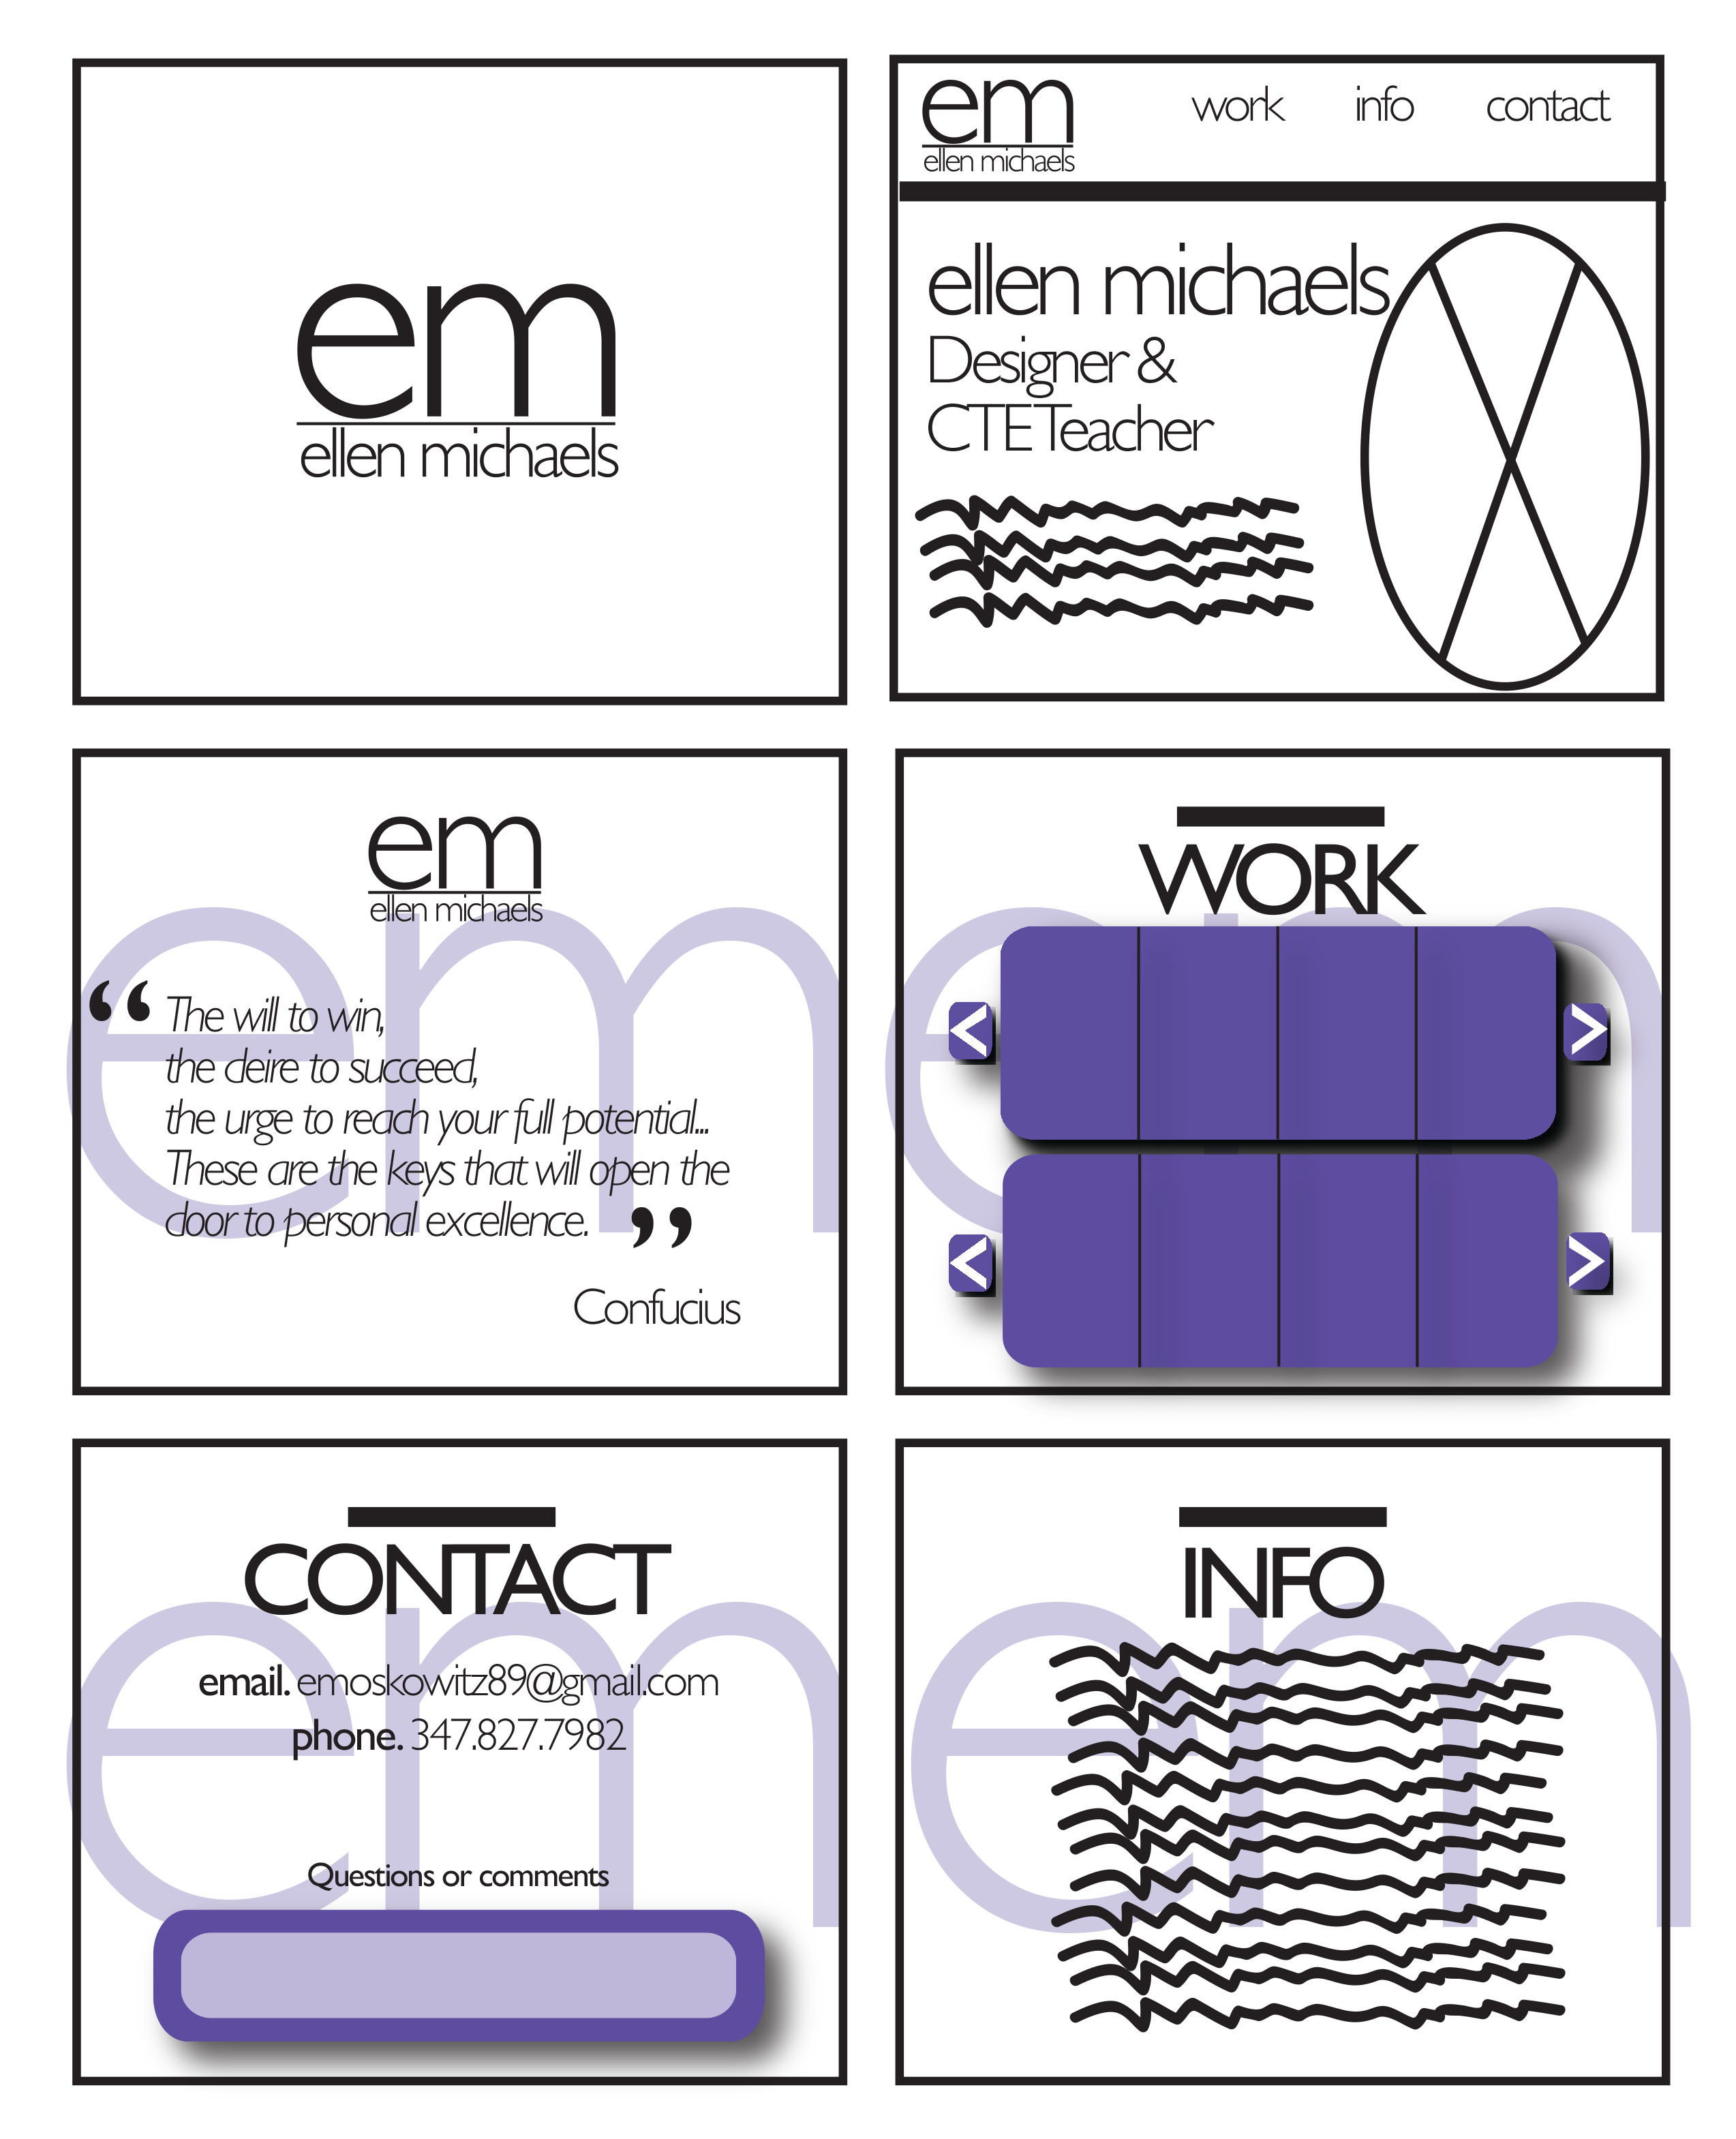 em
ellen michaels
em
ellen michaels
work info contact
ellen michaels
Designer &
CTE Teacher
em
ellen michaels
em
“ The will to win,
the deire to succeed,
the urge to reach your full potential...
These are the keys that will open the
door to personal excellence. ”
Confucius
WORK
em
< >
< >
CONTACT
em
email. emoskowitz89@gmail.com
phone. 347.827.7982
Questions or comments
INFO
em